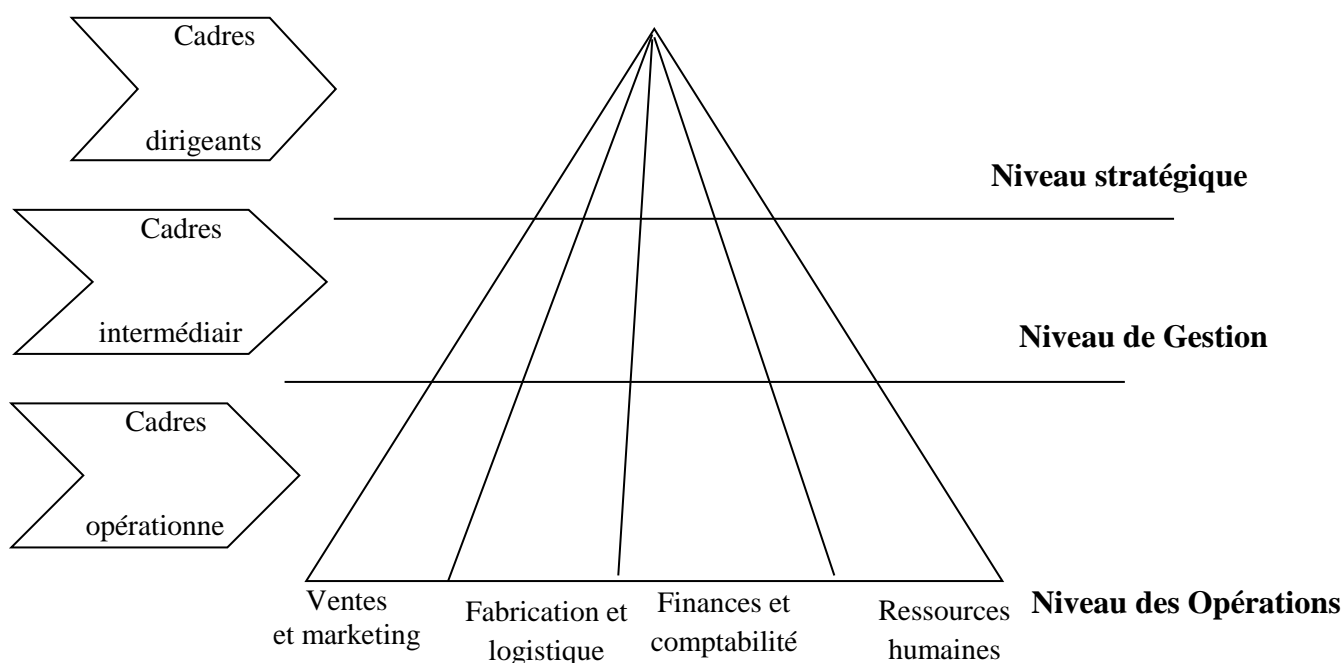 Cadres
dirigeants
Niveau stratégique
Cadres
intermédiair
Niveau de Gestion
Cadres
opérationne
Ventes
et marketing
Fabrication et
logistique
Finances et
comptabilité
Ressources
humaines
Niveau des Opérations